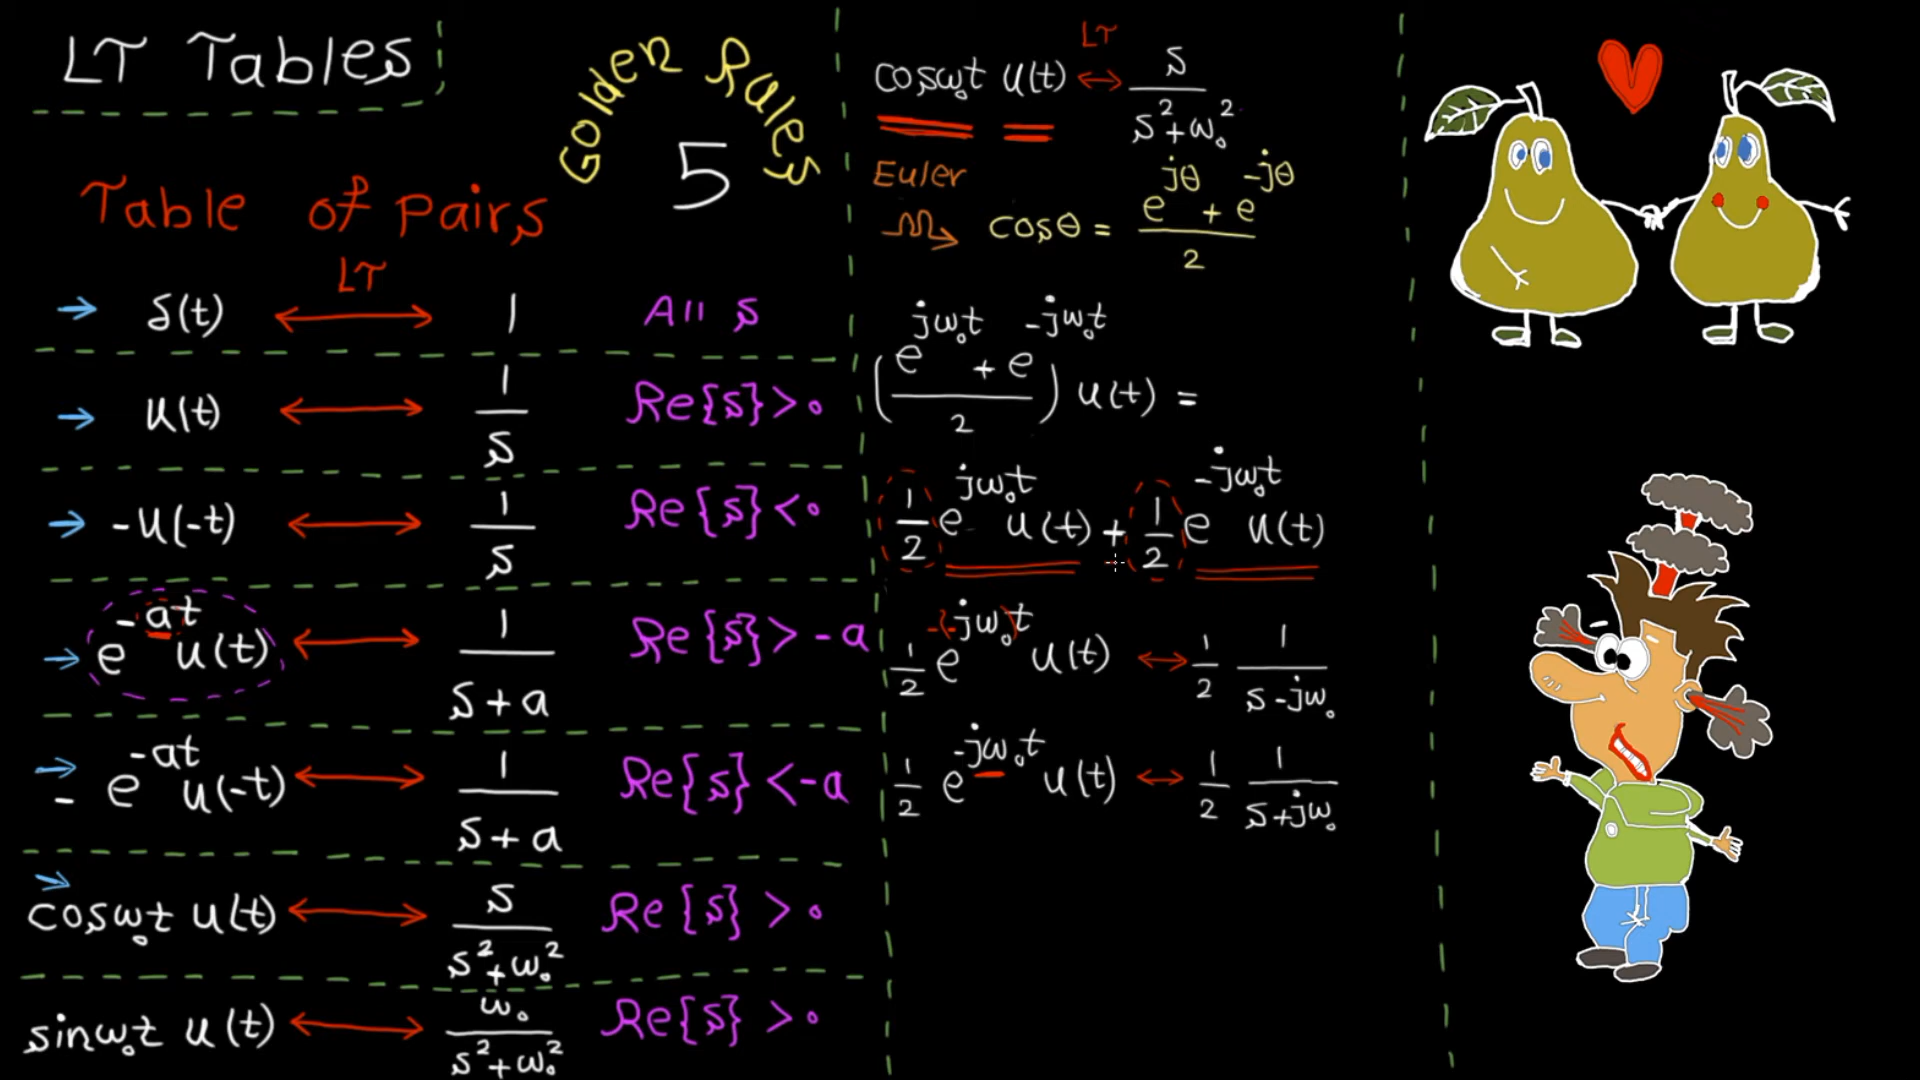 LT Tables
Golden Rules
5
Table of pairs
LT
→ δ(t) ⟷ 1 All s
→ u(t) ⟷ 1/s Re{s}>0
→ -u(-t) ⟷ 1/s Re{s}<0
→ e^{-at} u(t) ⟷ 1/(s+a) Re{s}>-a
→ -e^{-at} u(-t) ⟷ 1/(s+a) Re{s}<-a
→ cosω₀t u(t) ⟷ s/(s²+ω₀²) Re{s}>0
sinω₀t u(t) ⟷ ω₀/(s²+ω₀²) Re{s}>0
LT
cosω₀t u(t) ↔ s/(s²+ω₀²)
Euler
cosθ = (e^{jθ} + e^{-jθ})/2
((e^{jω₀t} + e^{-jω₀t})/2) u(t) =
1/2 e^{jω₀t} u(t) + 1/2 e^{-jω₀t} u(t)
1/2 e^{-(-jω₀)t} u(t) ↔ 1/2 1/(s-jω₀)
1/2 e^{-jω₀t} u(t) ↔ 1/2 1/(s+jω₀)